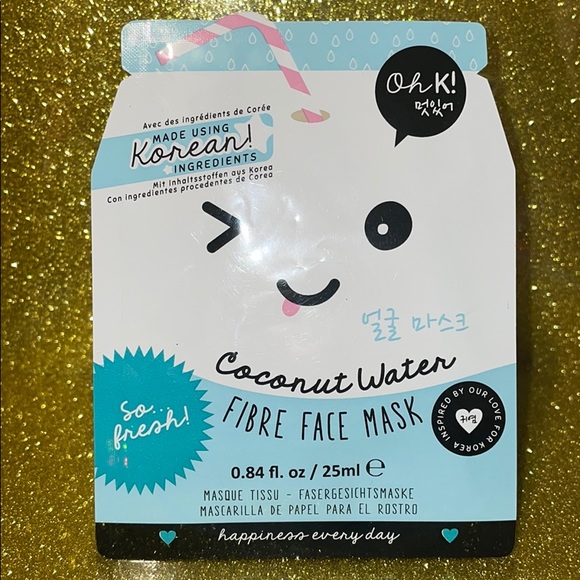 Oh K!
멋있어
Avec des ingrédients de Corée
MADE USING
Korean!
INGREDIENTS
Mit Inhaltsstoffen aus Korea
Con ingredientes procedentes de Corea
얼굴 마스크
Coconut Water
FIBRE FACE MASK
So..
fresh!
INSPIRED BY OUR LOVE FOR KOREA
귀염
0.84 fl. oz / 25ml ℮
MASQUE TISSU - FASERGESICHTSMASKE
MASCARILLA DE PAPEL PARA EL ROSTRO
happiness every day